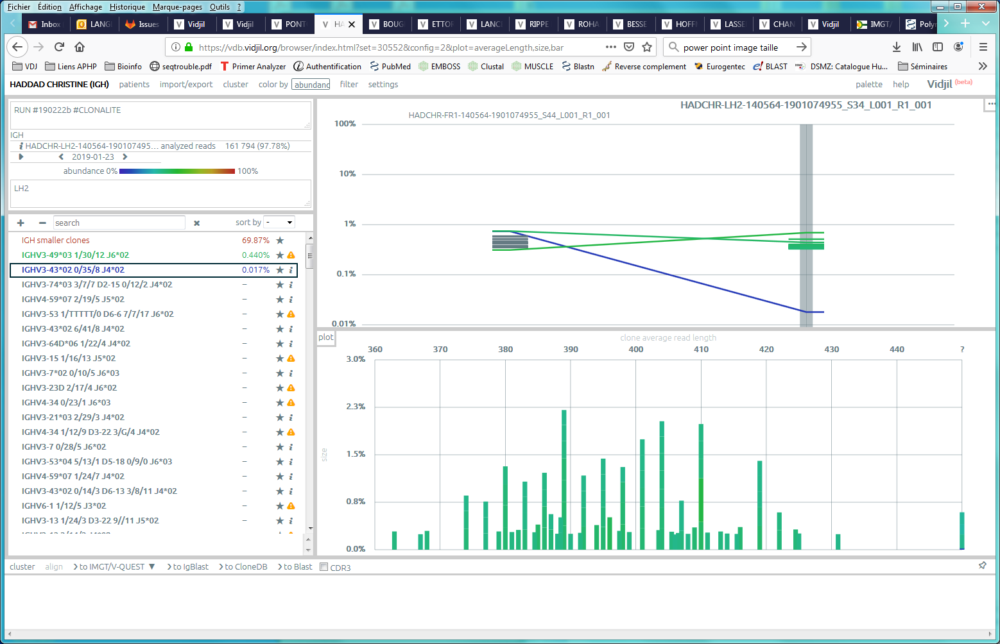 Fichier Édition Affichage Historique Marque-pages Outils ?
Inbox LANGI Issues Vidjil Vidjil PONT HA BOUG ETTOR LANCI RIPPE ROHA BESSE HOFF LASSE CHAN Vidjil IMGT/ Polyr
https://vdb.vidjil.org/browser/index.html?set=30552&config=2&plot=averageLength,size,bar
power point image taille
VDJ Liens APHP Bioinfo seqtrouble.pdf Primer Analyzer Authentification PubMed EMBOSS Clustal MUSCLE Blastn Reverse complement Eurogentec BLAST DSMZ: Catalogue Hu... Séminaires
HADDAD CHRISTINE (IGH) patients import/export cluster color by abundanc filter settings palette help Vidjil (beta)
RUN #190222b #CLONALITE
IGH
i HADCHR-LH2-140564-190107495... analyzed reads 161 794 (97.78%)
2019-01-23
abundance 0% 100%
LH2
+ – search × sort by -
IGH smaller clones 69.87%
IGHV3-49*03 1/30/12 J6*02 0.440%
IGHV3-43*02 0/35/8 J4*02 0.017% i
IGHV3-74*03 3/7/7 D2-15 0/12/2 J4*02 – i
IGHV4-59*07 2/19/5 J5*02 – i
IGHV3-53 1/TTTTT/0 D6-6 7/7/17 J6*02 –
IGHV3-43*02 6/41/8 J4*02 – i
IGHV3-64D*06 1/22/4 J4*02 – i
IGHV3-15 1/16/13 J5*02 –
IGHV3-7*02 0/10/5 J6*03 – i
IGHV3-23D 2/17/4 J6*02 –
IGHV4-34 0/23/1 J6*03 –
IGHV3-21*03 2/29/3 J4*02 – i
IGHV4-34 1/12/9 D3-22 3/G/4 J4*02 –
IGHV3-7 0/28/5 J6*02 – i
IGHV3-53*04 5/13/1 D5-18 0/9/0 J6*03 – i
IGHV4-59*07 1/24/7 J4*02 – i
IGHV3-43*02 0/14/3 D6-13 3/8/11 J4*02 – i
IGHV6-1 1/12/5 J3*02 –
IGHV3-13 1/24/3 D3-22 9//11 J5*02 – i
HADCHR-FR1-140564-1901074955_S44_L001_R1_001
HADCHR-LH2-140564-1901074955_S34_L001_R1_001
100%
10%
1%
0.1%
0.01%
plot
clone average read length
360 370 380 390 400 410 420 430 440 ?
3.0%
2.3%
1.5%
0.8%
0.0%
size
cluster align to IMGT/V-QUEST ▼ to IgBlast to CloneDB to Blast CDR3